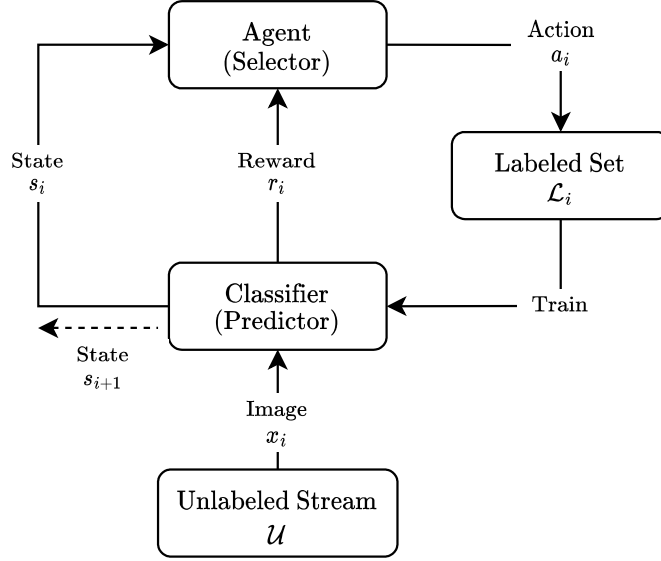 Agent
(Selector)
Action
a_i
State
s_i
Reward
r_i
Labeled Set
ℒ_i
Classifier
(Predictor)
Train
State
s_{i+1}
Image
x_i
Unlabeled Stream
𝒰